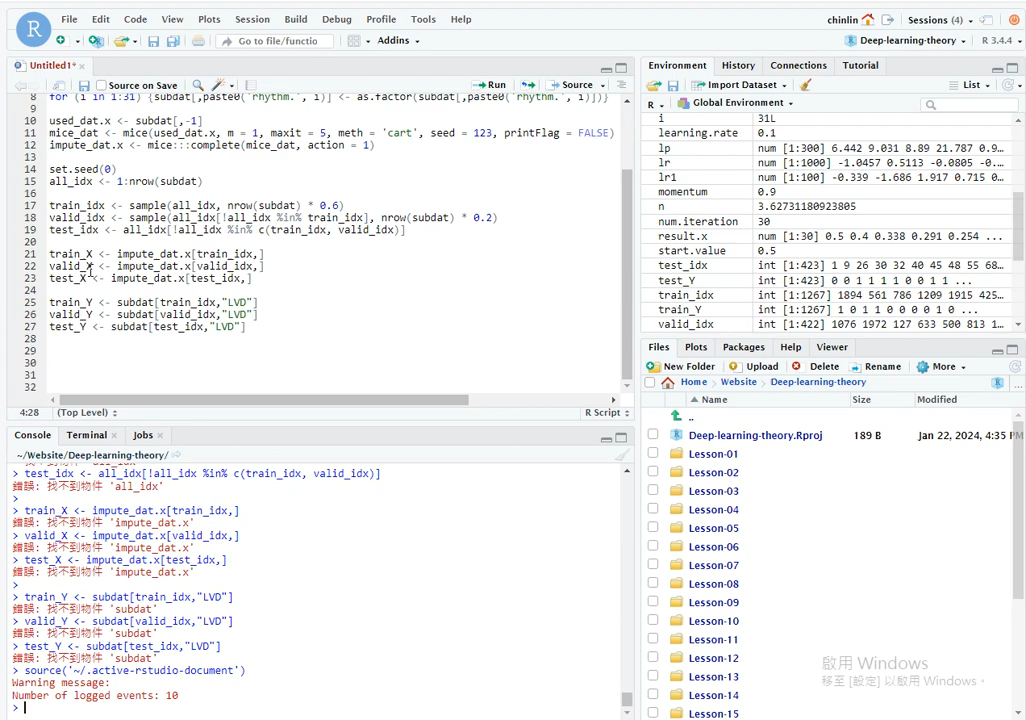 File Edit Code View Plots Session Build Debug Profile Tools Help
chinlin Sessions (4)
Go to file/functio Addins
Deep-learning-theory R 3.4.4
Untitled1*
Source on Save Run Source
8 for (i in 1:31) {subdat[,paste0('rhythm.', i)] <- as.factor(subdat[,paste0('rhythm.', i)])}
9
10 used_dat.x <- subdat[,-1]
11 mice_dat <- mice(used_dat.x, m = 1, maxit = 5, meth = 'cart', seed = 123, printFlag = FALSE)
12 impute_dat.x <- mice:::complete(mice_dat, action = 1)
13
14 set.seed(0)
15 all_idx <- 1:nrow(subdat)
16
17 train_idx <- sample(all_idx, nrow(subdat) * 0.6)
18 valid_idx <- sample(all_idx[!all_idx %in% train_idx], nrow(subdat) * 0.2)
19 test_idx <- all_idx[!all_idx %in% c(train_idx, valid_idx)]
20
21 train_X <- impute_dat.x[train_idx,]
22 valid_X <- impute_dat.x[valid_idx,]
23 test_X <- impute_dat.x[test_idx,]
24
25 train_Y <- subdat[train_idx,"LVD"]
26 valid_Y <- subdat[valid_idx,"LVD"]
27 test_Y <- subdat[test_idx,"LVD"]
28
29
30
31
32
4:28 (Top Level) R Script
Console Terminal Jobs
~/Website/Deep-learning-theory/
> test_idx <- all_idx[!all_idx %in% c(train_idx, valid_idx)]
錯誤: 找不到物件 'all_idx'
>
> train_X <- impute_dat.x[train_idx,]
錯誤: 找不到物件 'impute_dat.x'
> valid_X <- impute_dat.x[valid_idx,]
錯誤: 找不到物件 'impute_dat.x'
> test_X <- impute_dat.x[test_idx,]
錯誤: 找不到物件 'impute_dat.x'
>
> train_Y <- subdat[train_idx,"LVD"]
錯誤: 找不到物件 'subdat'
> valid_Y <- subdat[valid_idx,"LVD"]
錯誤: 找不到物件 'subdat'
> test_Y <- subdat[test_idx,"LVD"]
錯誤: 找不到物件 'subdat'
> source('~/.active-rstudio-document')
Warning message:
Number of logged events: 10
>
Environment History Connections Tutorial
Import Dataset List
R Global Environment
i 31L
learning.rate 0.1
lp num [1:300] 6.442 9.031 8.89 21.787 0.9...
lr num [1:1000] -1.0457 0.5113 -0.0805 -0....
lr1 num [1:100] -0.339 -1.686 1.917 0.715 0...
momentum 0.9
n 3.62731180923805
num.iteration 30
result.x num [1:30] 0.5 0.4 0.338 0.291 0.254 ...
start.value 0.5
test_idx int [1:423] 1 9 26 30 32 40 45 48 55 68...
test_Y int [1:423] 0 0 1 1 1 1 0 0 1 1 ...
train_idx int [1:1267] 1894 561 786 1209 1915 425...
train_Y int [1:1267] 1 0 1 1 0 0 0 0 1 0 ...
valid_idx int [1:422] 1076 1972 127 633 500 813 1...
Files Plots Packages Help Viewer
New Folder Upload Delete Rename More
Home Website Deep-learning-theory ...
Name Size Modified
..
Deep-learning-theory.Rproj 189 B Jan 22, 2024, 4:35 PM
Lesson-01
Lesson-02
Lesson-03
Lesson-04
Lesson-05
Lesson-06
Lesson-07
Lesson-08
Lesson-09
Lesson-10
Lesson-11
Lesson-12
Lesson-13
Lesson-14
Lesson-15
啟用 Windows
移至 [設定] 以啟用 Windows。